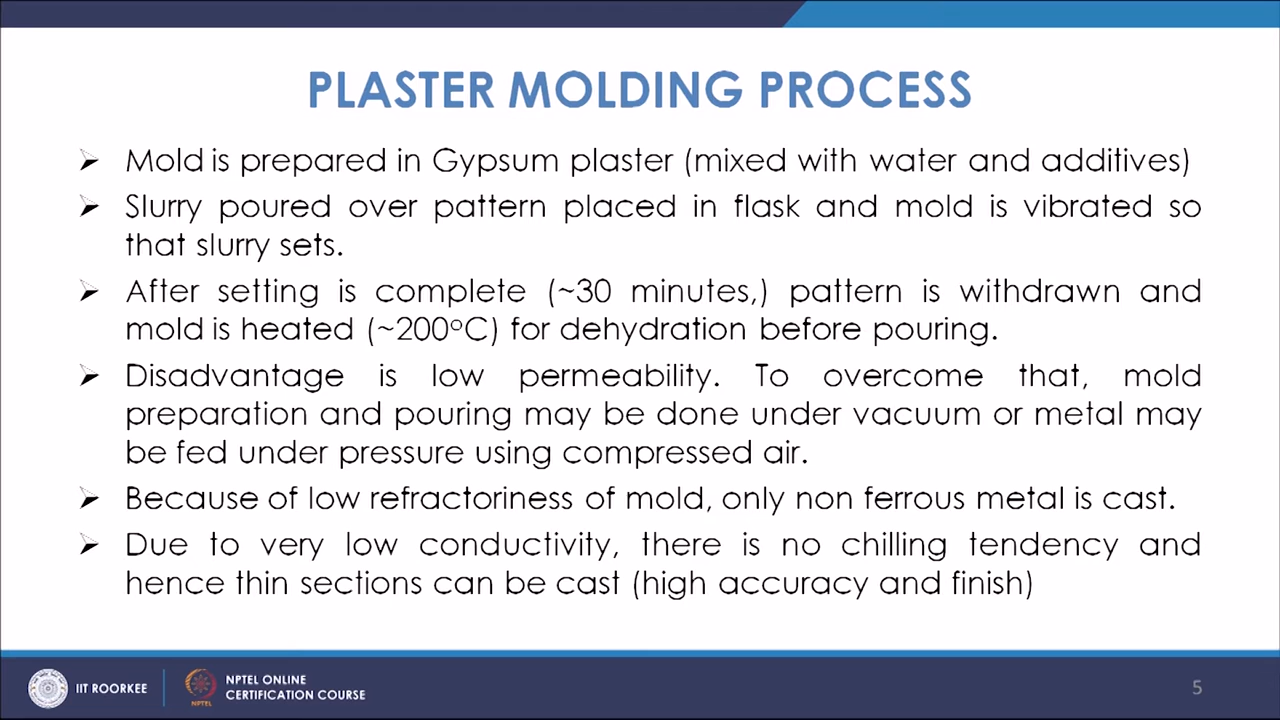 PLASTER MOLDING PROCESS
➢ Mold is prepared in Gypsum plaster (mixed with water and additives)
➢ Slurry poured over pattern placed in flask and mold is vibrated so
that slurry sets.
➢ After setting is complete (~30 minutes,) pattern is withdrawn and
mold is heated (~200°C) for dehydration before pouring.
➢ Disadvantage is low permeability. To overcome that, mold
preparation and pouring may be done under vacuum or metal may
be fed under pressure using compressed air.
➢ Because of low refractoriness of mold, only non ferrous metal is cast.
➢ Due to very low conductivity, there is no chilling tendency and
hence thin sections can be cast (high accuracy and finish)
IIT ROORKEE
NPTEL
NPTEL ONLINE
CERTIFICATION COURSE
5